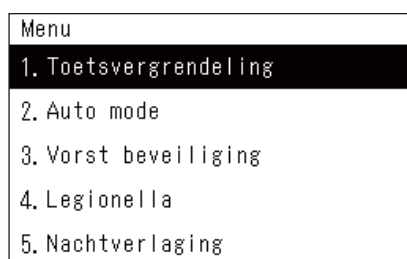 Menu
1. Toetsvergrendeling
2. Auto mode
3. Vorst beveiliging
4. Legionella
5. Nachtverlaging